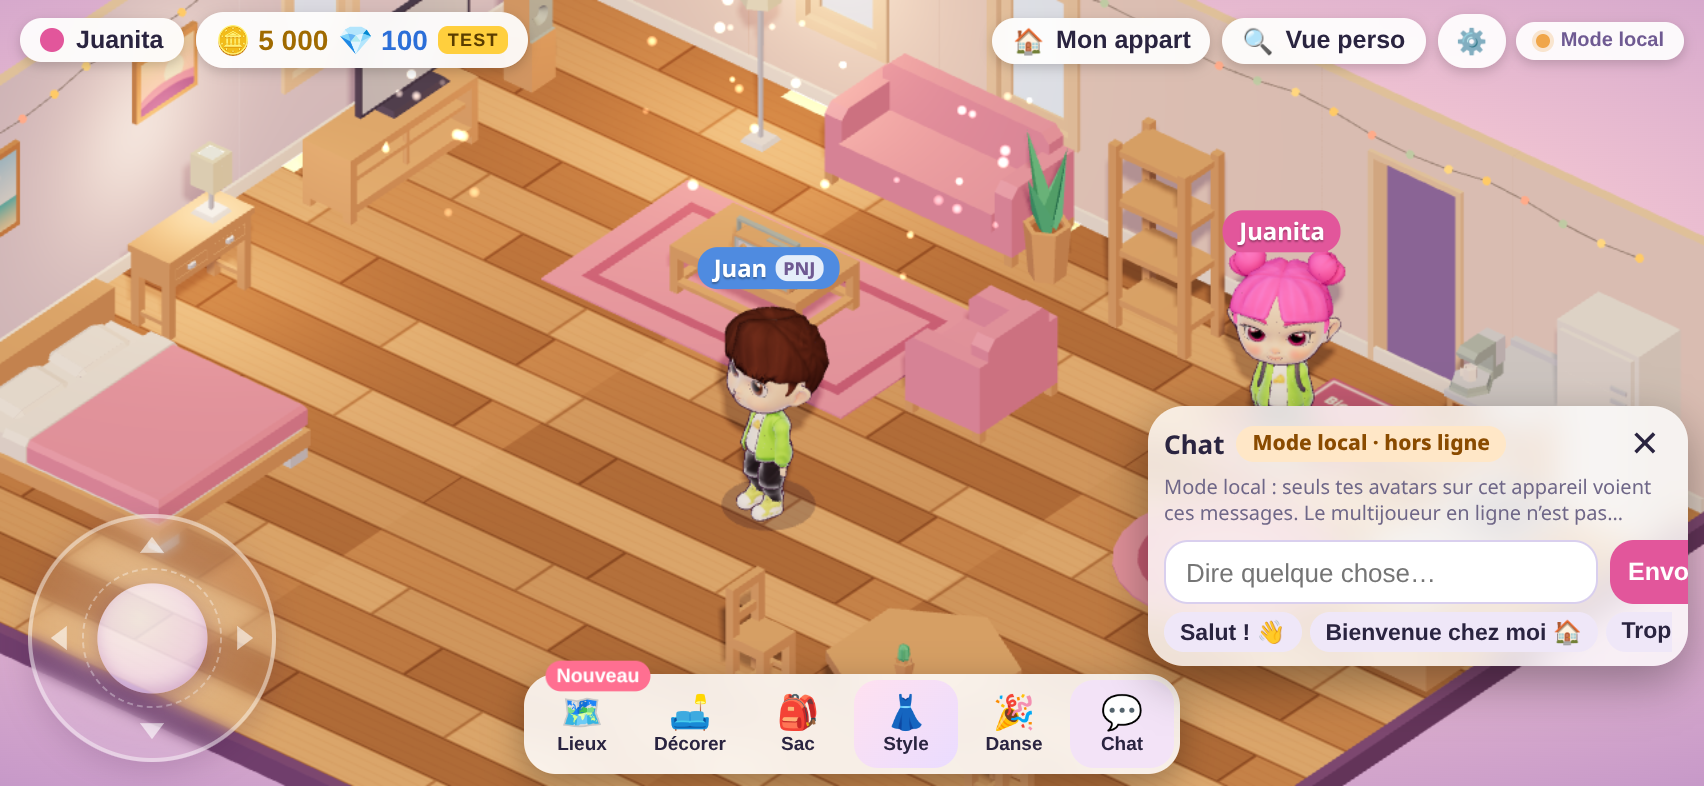 Juanita
5 000 100 TEST
Mon appart
Vue perso
Mode local
Juanita
Juan PNJ
Chat Mode local · hors ligne
Mode local : seuls tes avatars sur cet appareil voient
ces messages. Le multijoueur en ligne n’est pas…
Dire quelque chose…
Envo
Salut ! 👋 Bienvenue chez moi 🏠 Trop
Nouveau
Lieux Décorer Sac Style Danse Chat